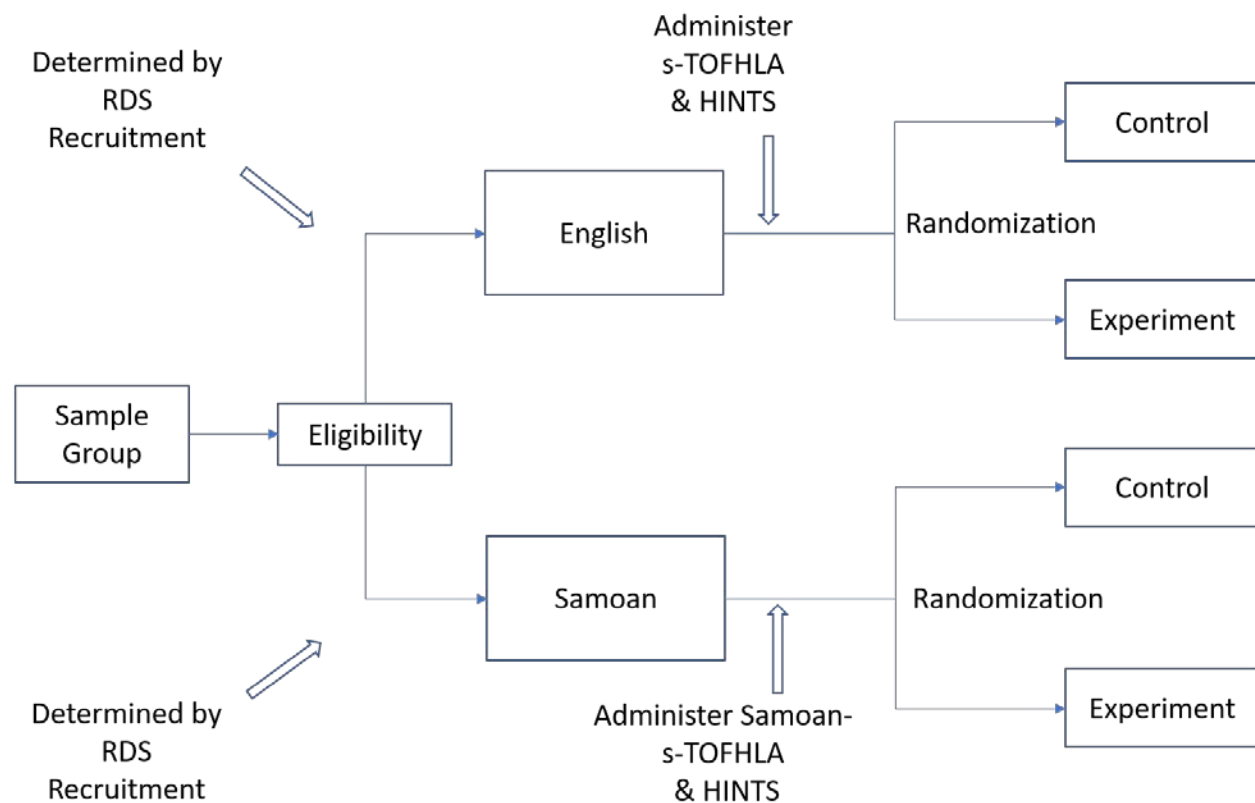 Determined by
RDS
Recruitment
Administer
s-TOFHLA
& HINTS
Control
English
Randomization
Experiment
Sample
Group
Eligibility
Control
Samoan
Randomization
Experiment
Determined by
RDS
Recruitment
Administer Samoan-
s-TOFHLA
& HINTS